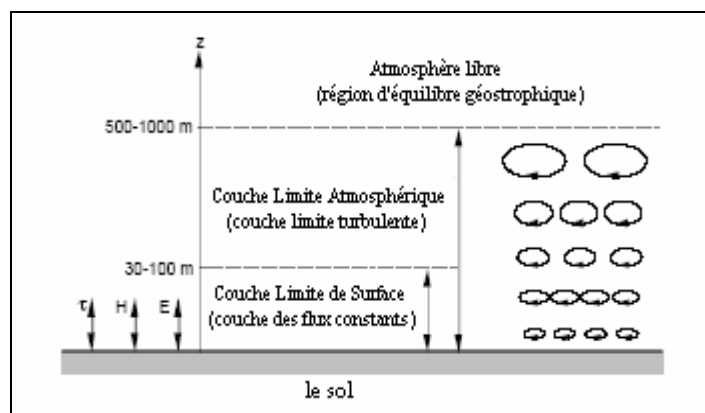 z
Atmosphère libre
(région d'équilibre géostrophique)
500-1000 m
Couche Limite Atmosphérique
(couche limite turbulente)
30-100 m
τ H E
Couche Limite de Surface
(couche des flux constants)
le sol